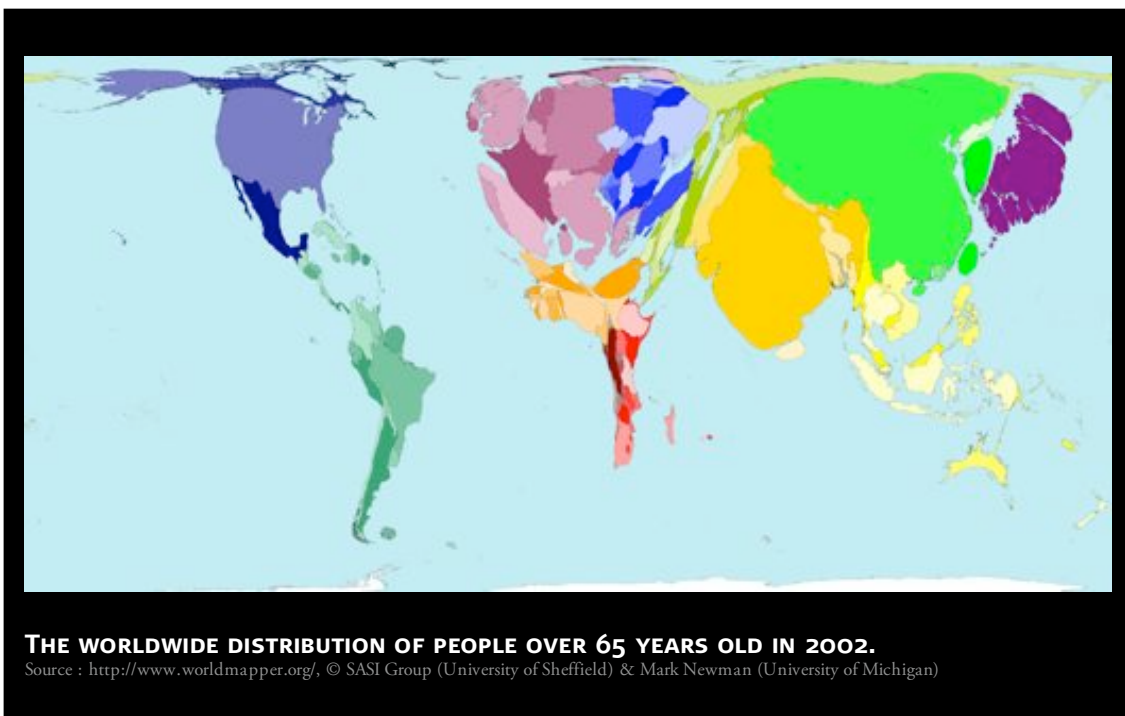 The worldwide distribution of people over 65 years old in 2002.
Source : http://www.worldmapper.org/, © SASI Group (University of Sheffield) & Mark Newman (University of Michigan)